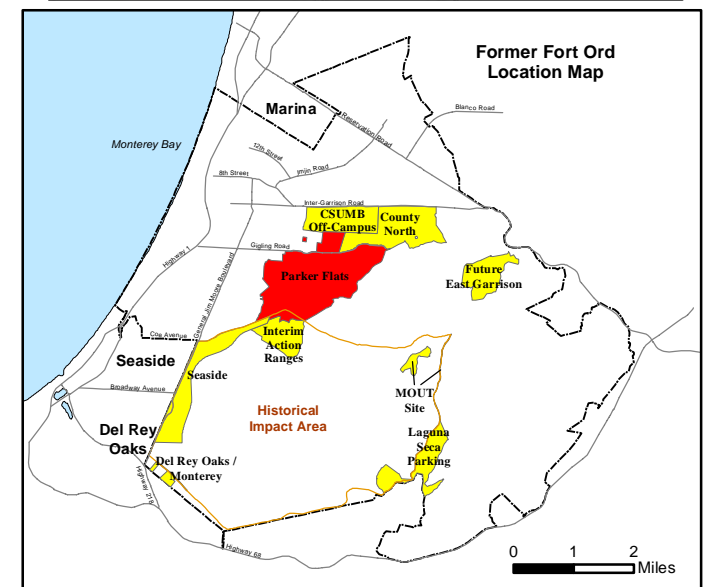 Former Fort Ord
Location Map
Marina
Blanco Road
Reservation Road
Monterey Bay
12th Street
Imjin Road
8th Street
Inter-Garrison Road
CSUMB
Off-Campus
County
North
Gigling Road
Highway 1
Parker Flats
Future
East Garrison
General Jim Moore Boulevard
Coe Avenue
Interim
Action
Ranges
Seaside
Seaside
MOUT
Site
Broadway Avenue
Historical
Impact Area
Del Rey
Oaks
Laguna
Seca
Parking
Del Rey Oaks /
Monterey
Highway 218
Highway 68
0 1 2
Miles